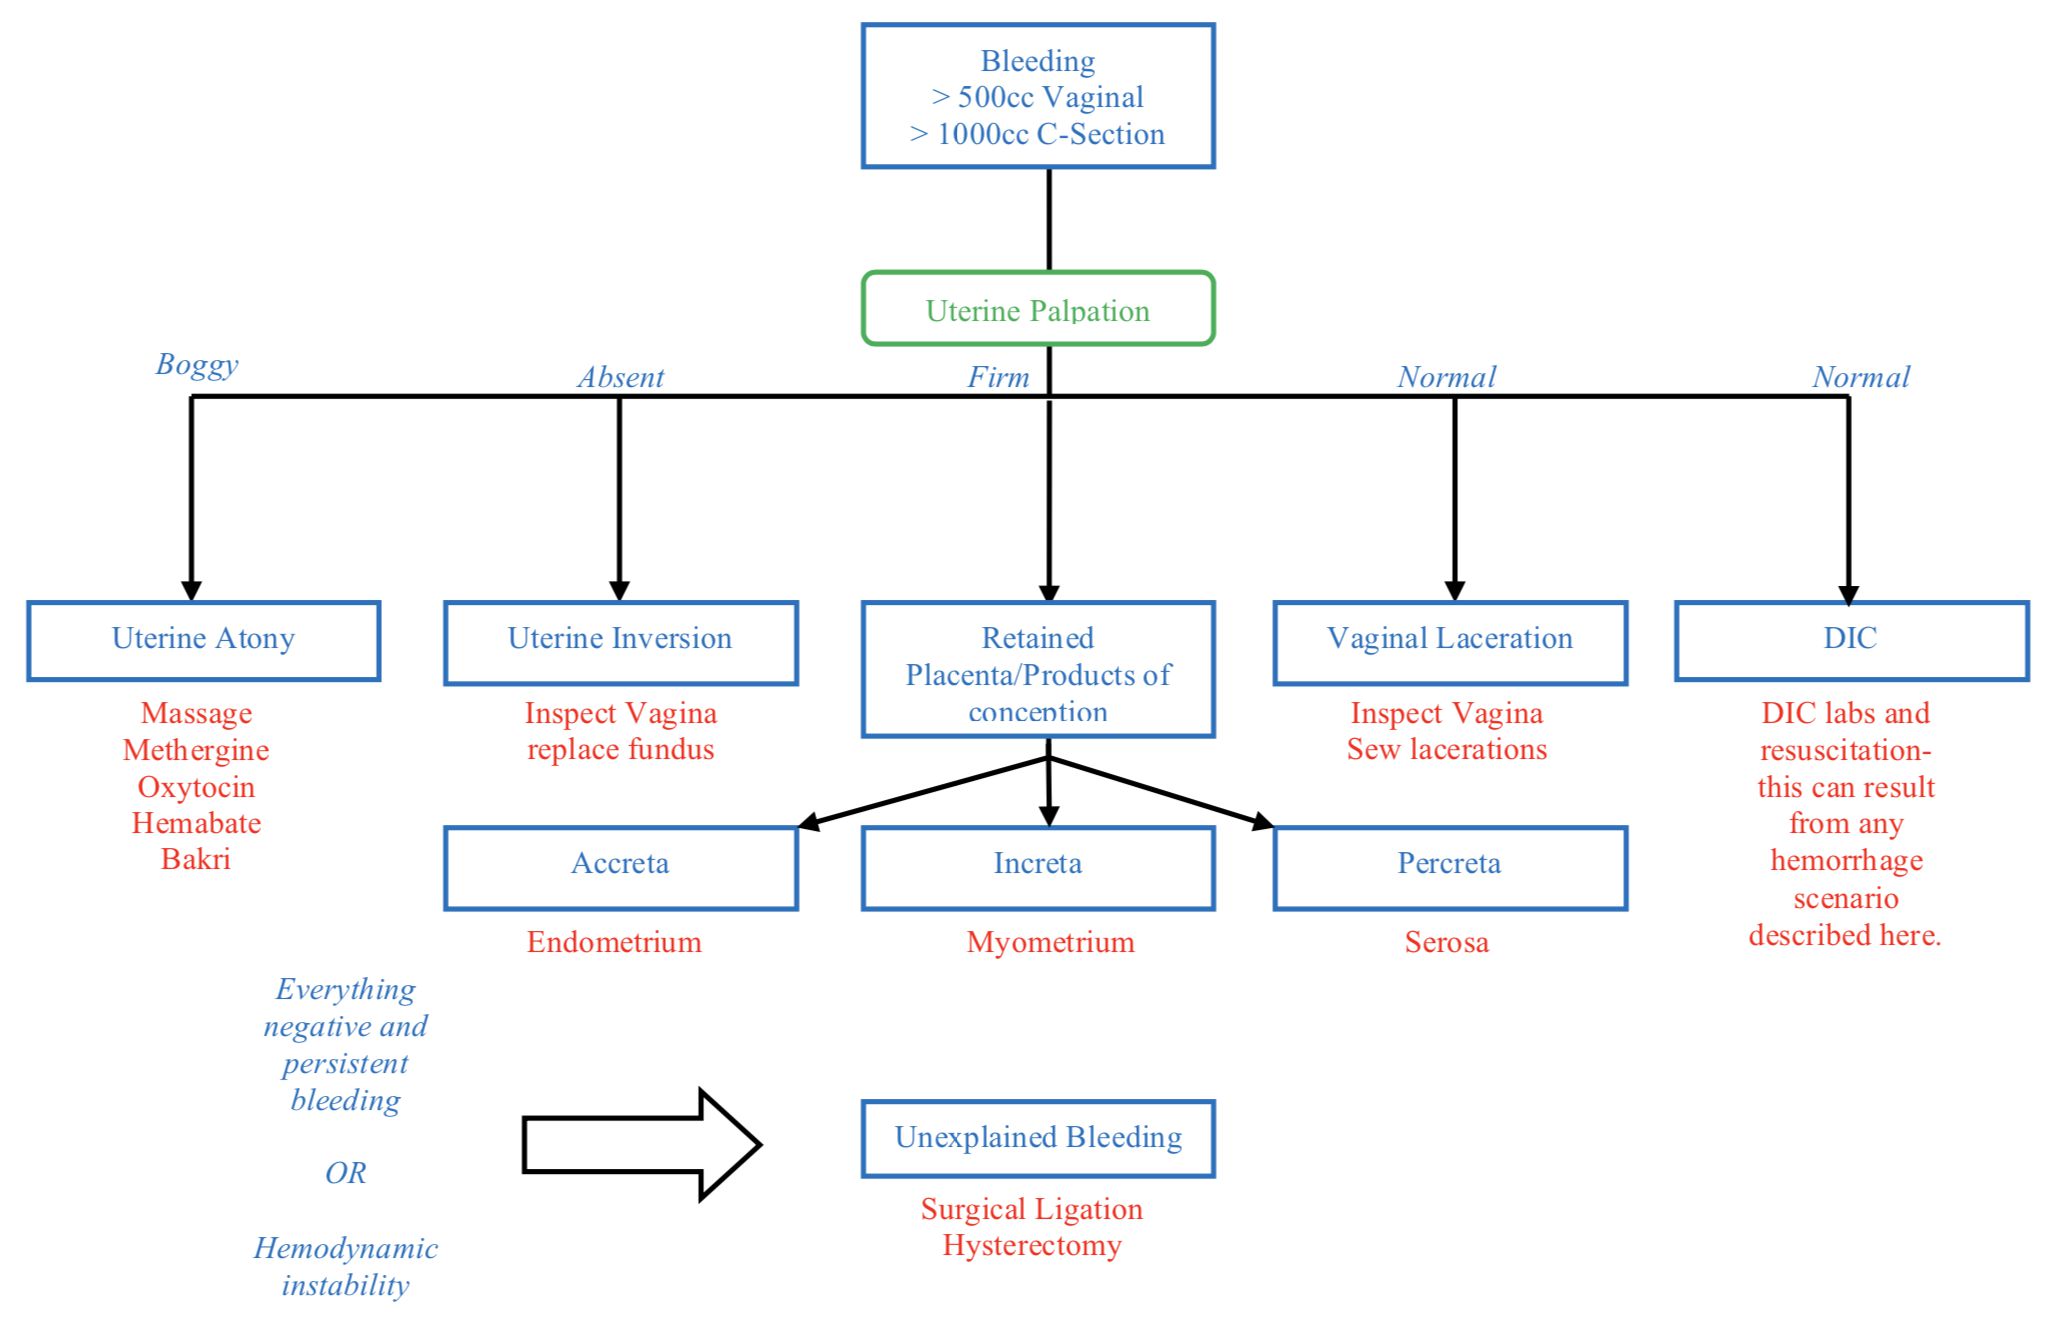 Bleeding
> 500cc Vaginal
> 1000cc C-Section
Uterine Palpation
Boggy
Absent
Firm
Normal
Normal
Uterine Atony
Massage
Methergine
Oxytocin
Hemabate
Bakri
Uterine Inversion
Inspect Vagina
replace fundus
Retained
Placenta/Products of
conception
Vaginal Laceration
Inspect Vagina
Sew lacerations
DIC
DIC labs and
resuscitation-
this can result
from any
hemorrhage
scenario
described here.
Accreta
Endometrium
Increta
Myometrium
Percreta
Serosa
Everything
negative and
persistent
bleeding
OR
Hemodynamic
instability
Unexplained Bleeding
Surgical Ligation
Hysterectomy